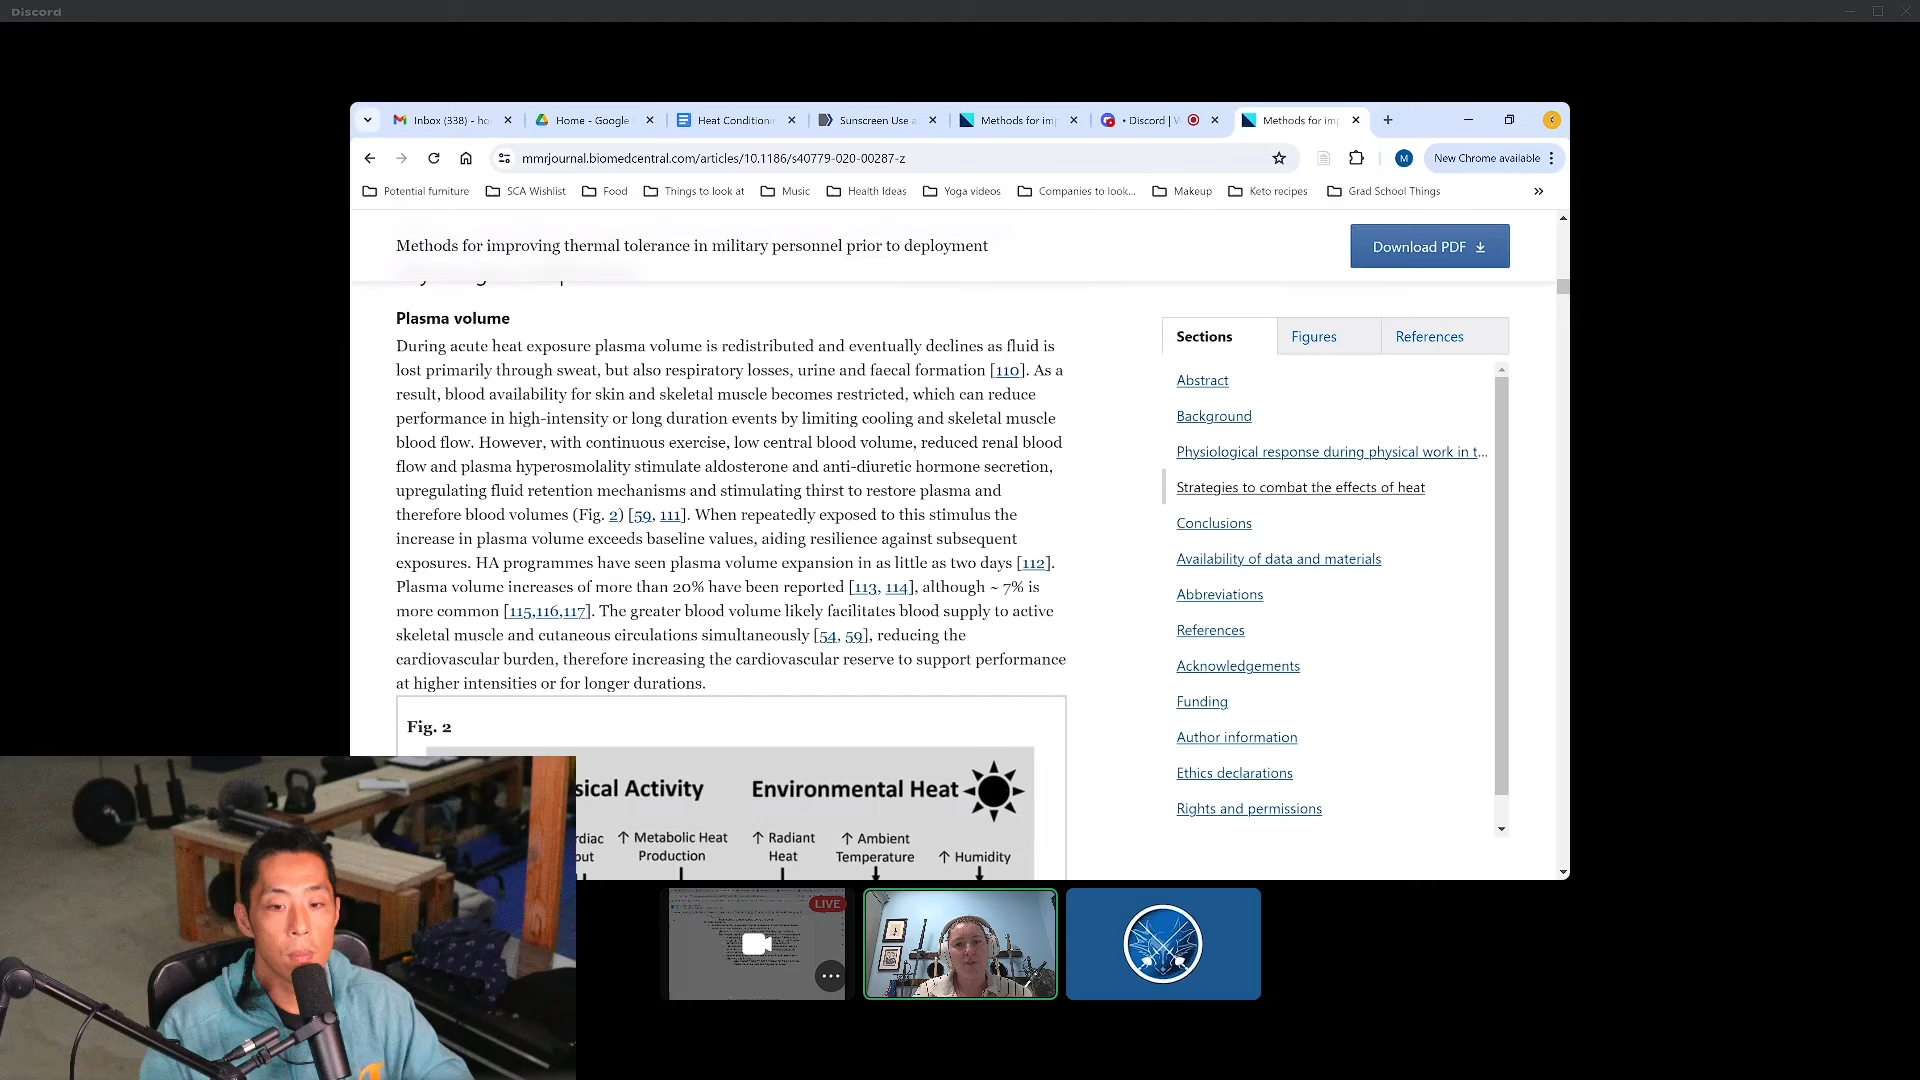 Discord
Inbox (338) - ho
Home - Google
Heat Conditioni
Sunscreen Use a
Methods for imp
• Discord | 
Methods for imp
mmrjournal.biomedcentral.com/articles/10.1186/s40779-020-00287-z
M
New Chrome available
Potential furniture
SCA Wishlist
Food
Things to look at
Music
Health Ideas
Yoga videos
Companies to look...
Makeup
Keto recipes
Grad School Things
»
Methods for improving thermal tolerance in military personnel prior to deployment
Download PDF
Plasma volume
During acute heat exposure plasma volume is redistributed and eventually declines as fluid is
lost primarily through sweat, but also respiratory losses, urine and faecal formation [110]. As a
result, blood availability for skin and skeletal muscle becomes restricted, which can reduce
performance in high-intensity or long duration events by limiting cooling and skeletal muscle
blood flow. However, with continuous exercise, low central blood volume, reduced renal blood
flow and plasma hyperosmolality stimulate aldosterone and anti-diuretic hormone secretion,
upregulating fluid retention mechanisms and stimulating thirst to restore plasma and
therefore blood volumes (Fig. 2) [59, 111]. When repeatedly exposed to this stimulus the
increase in plasma volume exceeds baseline values, aiding resilience against subsequent
exposures. HA programmes have seen plasma volume expansion in as little as two days [112].
Plasma volume increases of more than 20% have been reported [113, 114], although ~ 7% is
more common [115,116,117]. The greater blood volume likely facilitates blood supply to active
skeletal muscle and cutaneous circulations simultaneously [54, 59], reducing the
cardiovascular burden, therefore increasing the cardiovascular reserve to support performance
at higher intensities or for longer durations.
Fig. 2
sical Activity
Environmental Heat
rdiac
out
↑ Metabolic Heat
Production
↑ Radiant
Heat
↑ Ambient
Temperature
↑ Humidity
Sections
Figures
References
Abstract
Background
Physiological response during physical work in t...
Strategies to combat the effects of heat
Conclusions
Availability of data and materials
Abbreviations
References
Acknowledgements
Funding
Author information
Ethics declarations
Rights and permissions
LIVE